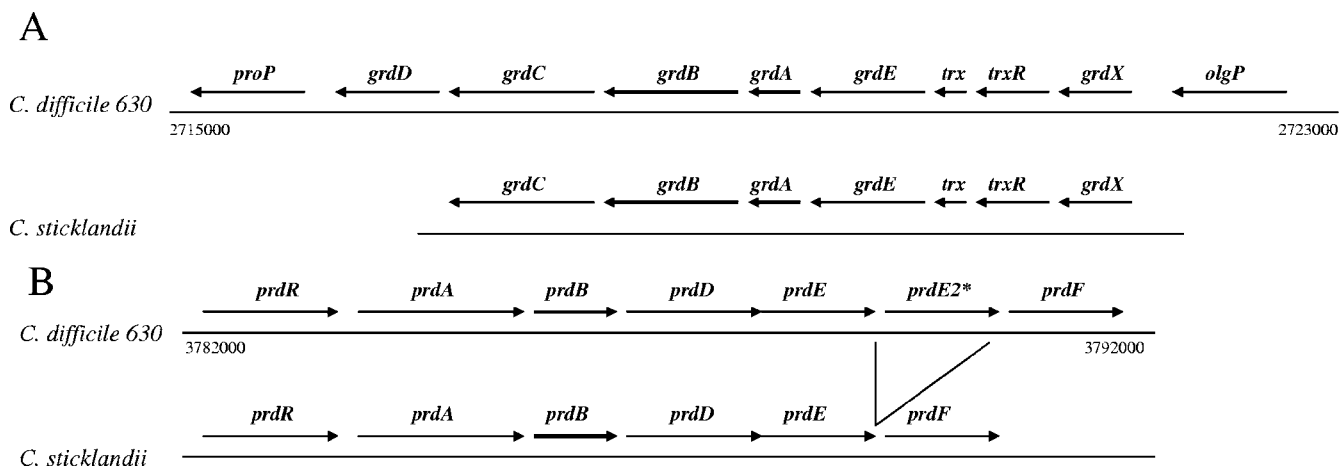 A
proP grdD grdC grdB grdA grdE trx trxR grdX olgP
C. difficile 630
2715000 2723000
grdC grdB grdA grdE trx trxR grdX
C. sticklandii
B
prdR prdA prdB prdD prdE prdE2* prdF
C. difficile 630
3782000 3792000
prdR prdA prdB prdD prdE prdF
C. sticklandii